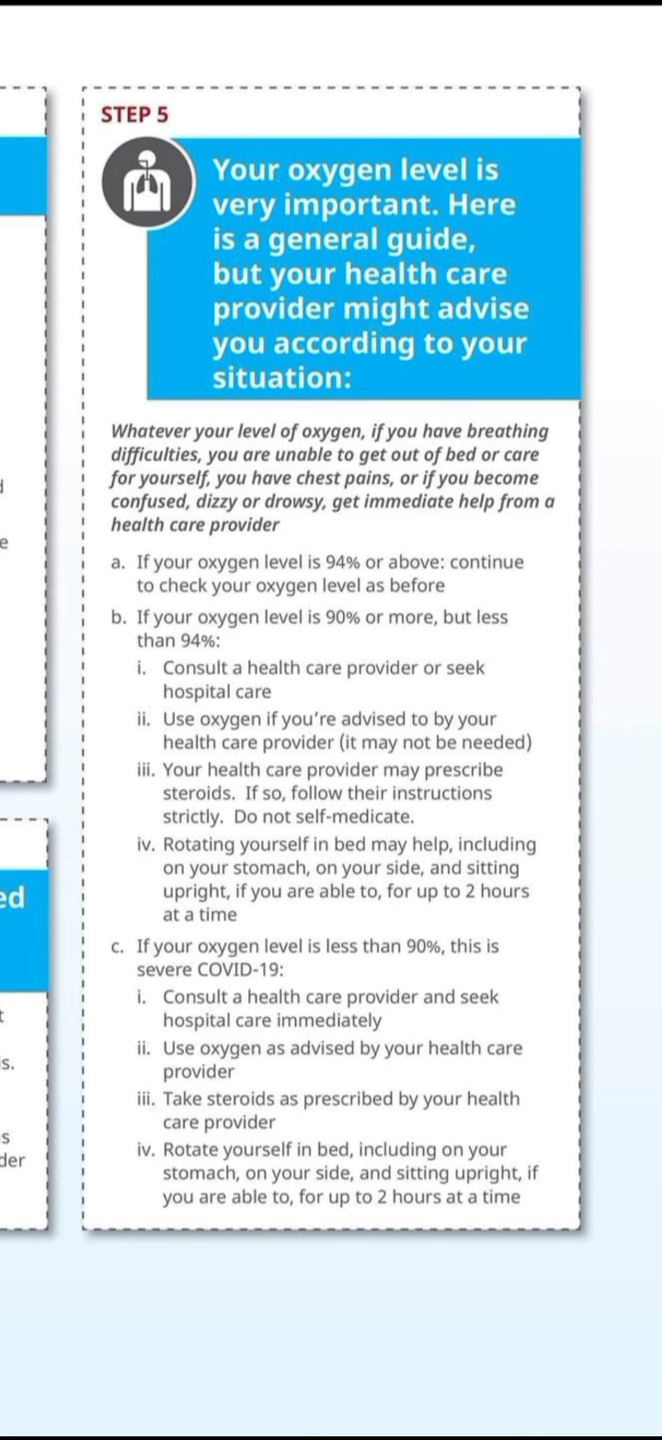 STEP 5
Your oxygen level is
very important. Here
is a general guide,
but your health care
provider might advise
you according to your
situation:
Whatever your level of oxygen, if you have breathing
difficulties, you are unable to get out of bed or care
for yourself, you have chest pains, or if you become
confused, dizzy or drowsy, get immediate help from a
health care provider
a. If your oxygen level is 94% or above: continue
to check your oxygen level as before
b. If your oxygen level is 90% or more, but less
than 94%:
i. Consult a health care provider or seek
hospital care
ii. Use oxygen if you’re advised to by your
health care provider (it may not be needed)
iii. Your health care provider may prescribe
steroids. If so, follow their instructions
strictly. Do not self-medicate.
iv. Rotating yourself in bed may help, including
on your stomach, on your side, and sitting
upright, if you are able to, for up to 2 hours
at a time
c. If your oxygen level is less than 90%, this is
severe COVID-19:
i. Consult a health care provider and seek
hospital care immediately
ii. Use oxygen as advised by your health care
provider
iii. Take steroids as prescribed by your health
care provider
iv. Rotate yourself in bed, including on your
stomach, on your side, and sitting upright, if
you are able to, for up to 2 hours at a time